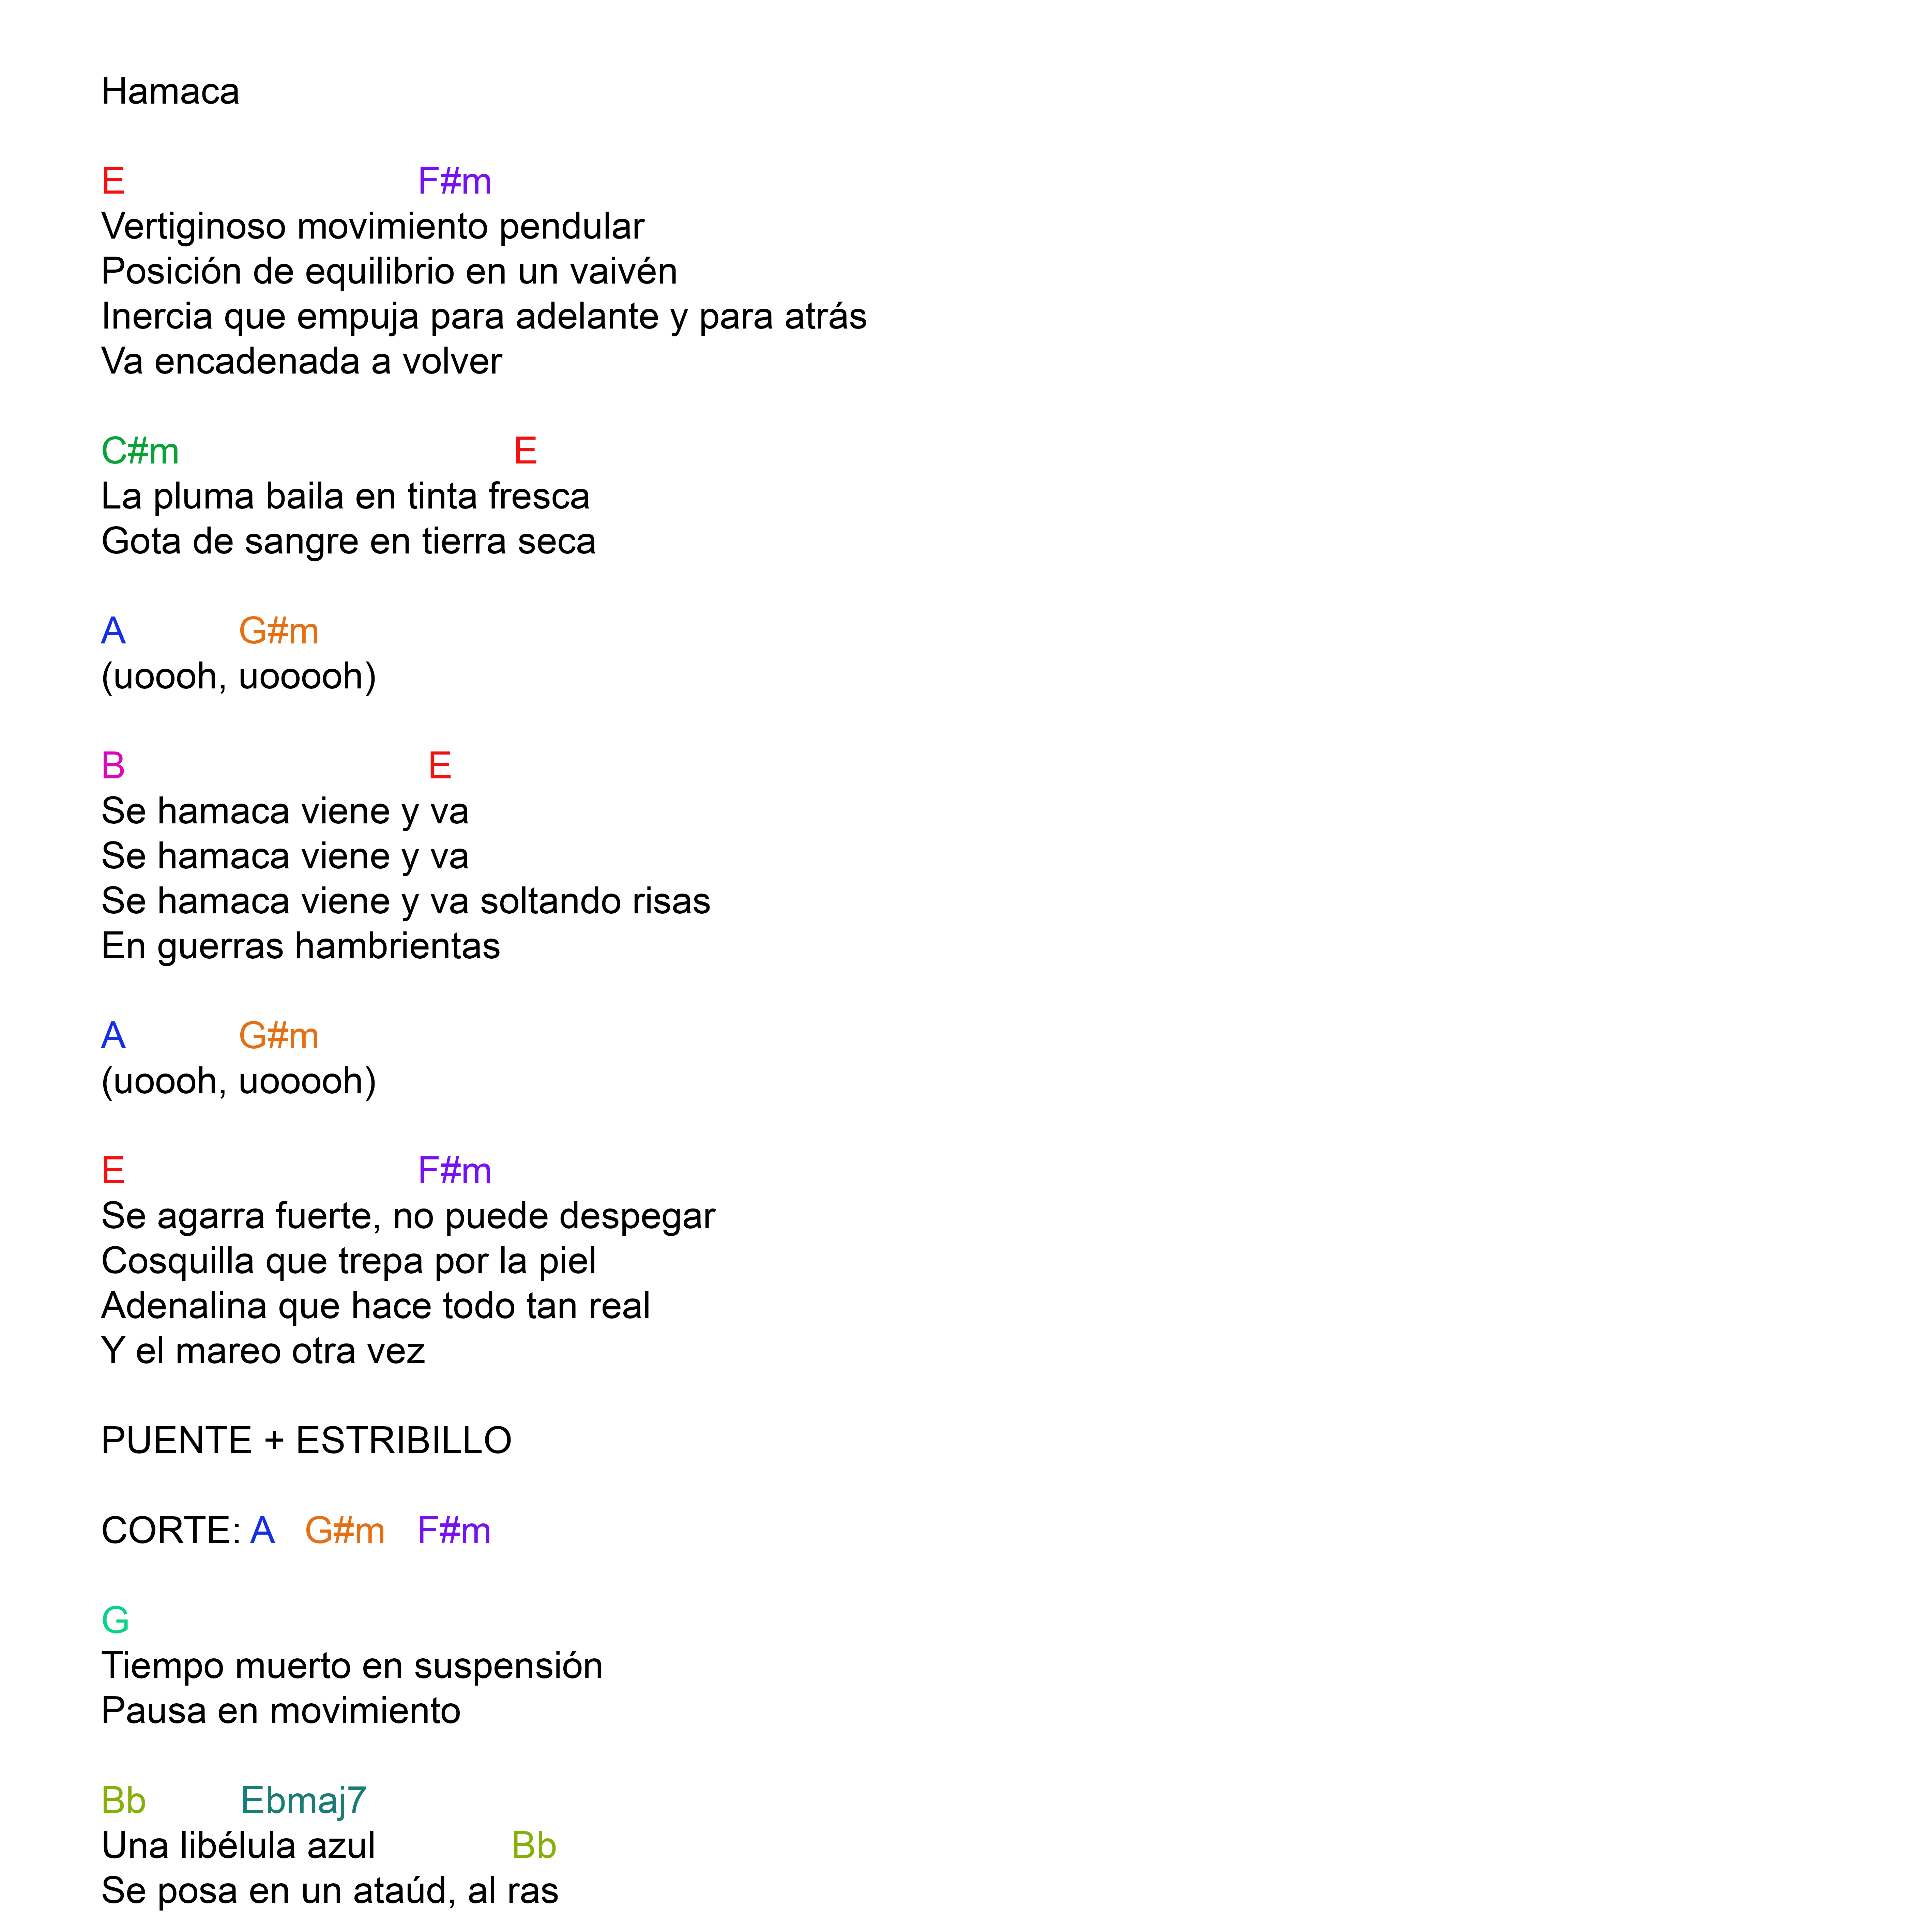 Hamaca
E F#m
Vertiginoso movimiento pendular
Posición de equilibrio en un vaivén
Inercia que empuja para adelante y para atrás
Va encadenada a volver
C#m E
La pluma baila en tinta fresca
Gota de sangre en tierra seca
A G#m
(uoooh, uooooh)
B E
Se hamaca viene y va
Se hamaca viene y va
Se hamaca viene y va soltando risas
En guerras hambrientas
A G#m
(uoooh, uooooh)
E F#m
Se agarra fuerte, no puede despegar
Cosquilla que trepa por la piel
Adenalina que hace todo tan real
Y el mareo otra vez
PUENTE + ESTRIBILLO
CORTE: A G#m F#m
G
Tiempo muerto en suspensión
Pausa en movimiento
Bb Ebmaj7
Una libélula azul Bb
Se posa en un ataúd, al ras